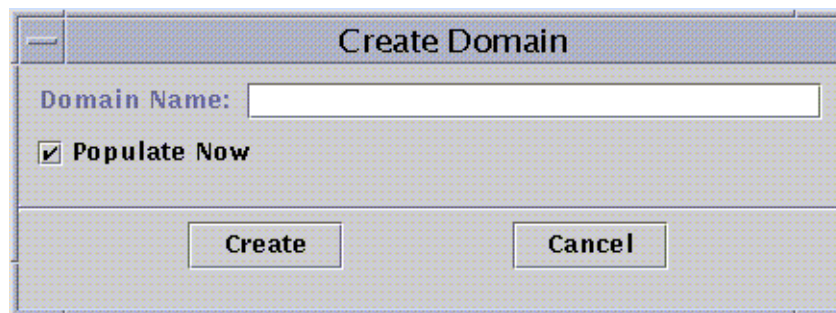 Create Domain
Domain Name:
Populate Now
Create
Cancel